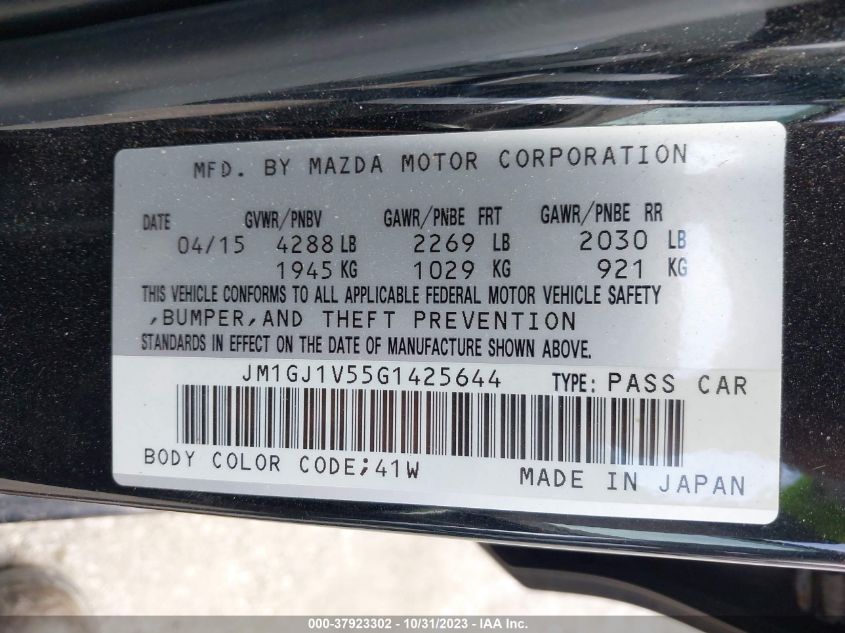 MFD. BY MAZDA MOTOR CORPORATION
DATE GVWR/PNBV GAWR/PNBE FRT GAWR/PNBE RR
04/15 4288 LB 2269 LB 2030 LB
1945 KG 1029 KG 921 KG
THIS VEHICLE CONFORMS TO ALL APPLICABLE FEDERAL MOTOR VEHICLE SAFETY
,BUMPER,AND THEFT PREVENTION
STANDARDS IN EFFECT ON THE DATE OF MANUFACTURE SHOWN ABOVE.
JM1GJ1V55G1425644 TYPE: PASS CAR
BODY COLOR CODE;41W MADE IN JAPAN
000-37923302 - 10/31/2023 - IAA Inc.